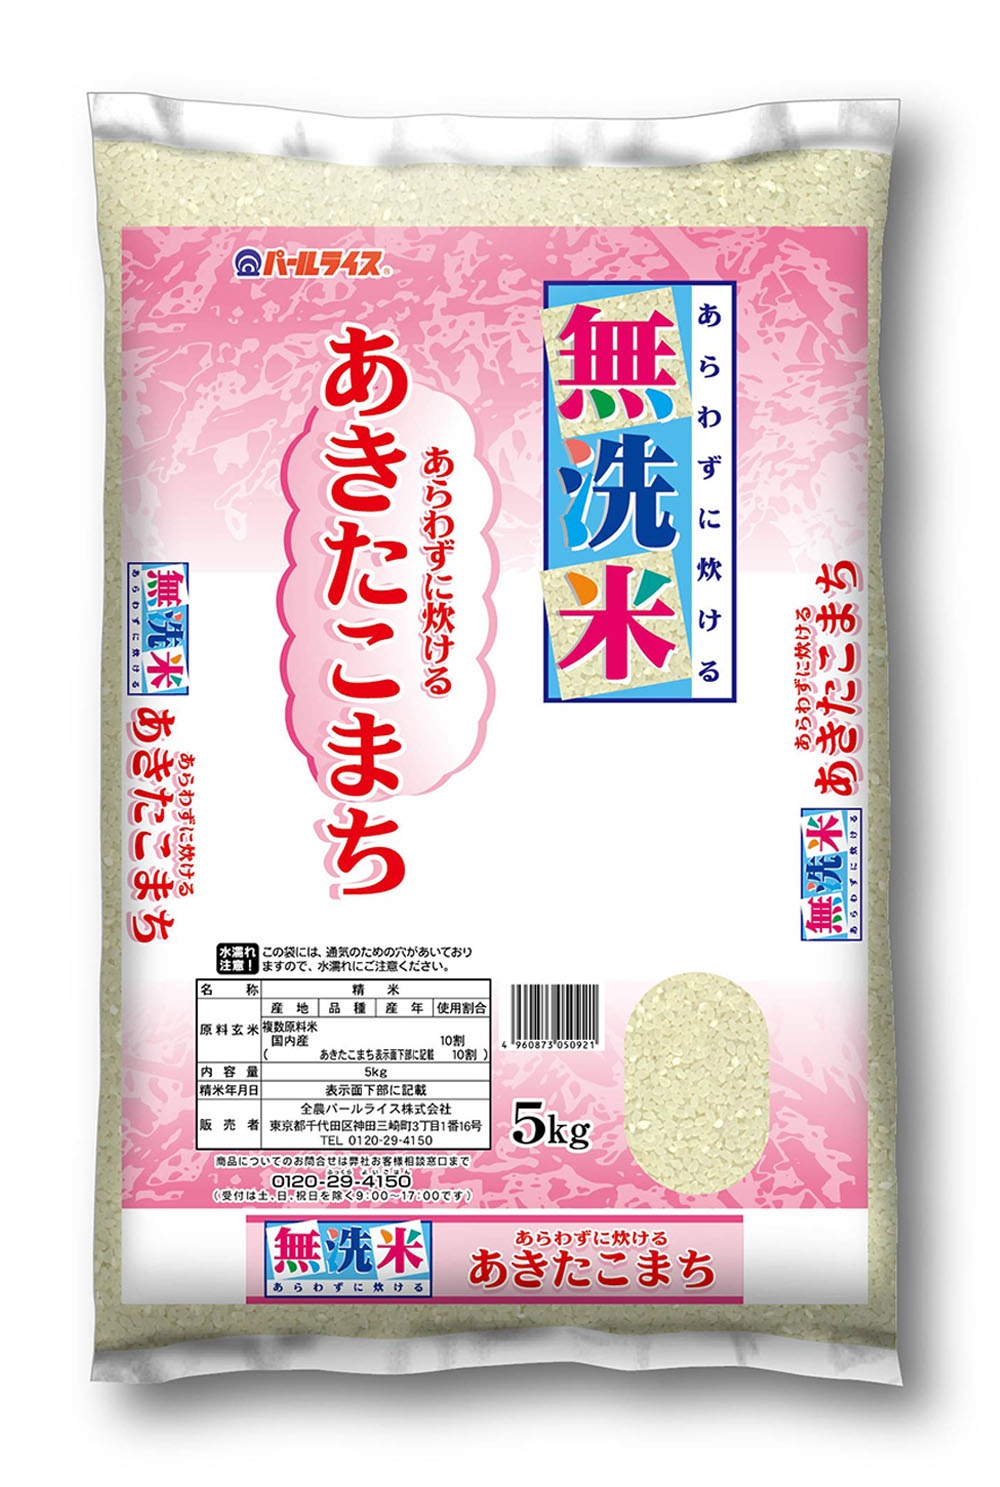 パールライス®
あらわずに炊ける
無洗米
あらわずに炊ける
あきたこまち
無洗米
あらわずに炊ける
あらわずに炊ける
あきたこまち
あらわずに炊ける
あきたこまち
無洗米
あらわずに炊ける
水濡れ注意！
この袋には、通気のための穴があいており
ますので、水濡れにご注意ください。
名称 精米
原料玄米 産地 品種 産年 使用割合
複数原料米
国内産 10割
( あきたこまち 表示面下部に記載 10割 )
内容量 5kg
精米年月日 表示面下部に記載
販売者 全農パールライス株式会社
東京都千代田区神田三崎町3丁目1番16号
TEL 0120-29-4150
商品についてのお問合せは弊社お客様相談窓口まで
ふっくら よいごはん
0120-29-4150
(受付は土、日、祝日を除く9:00～17:00です)
4 960873 050921
5kg
無洗米
あらわずに炊ける
あらわずに炊ける
あきたこまち